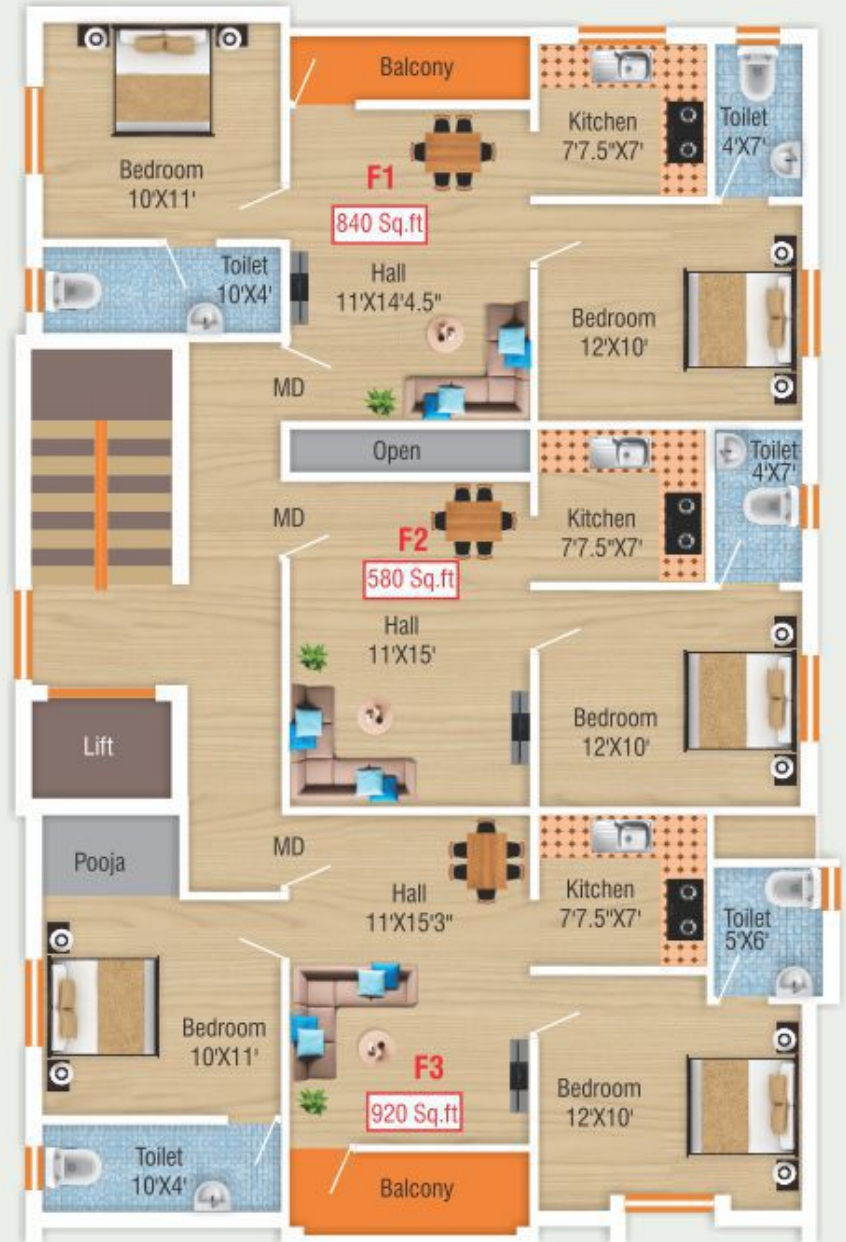 Balcony
Kitchen
7'7.5"X7'
Toilet
4'X7'
Bedroom
10'X11'
F1
840 Sq.ft
Toilet
10'X4'
Hall
11'X14'4.5"
Bedroom
12'X10'
MD
Open
Toilet
4'X7'
MD
Kitchen
7'7.5"X7'
F2
580 Sq.ft
Hall
11'X15'
Bedroom
12'X10'
Lift
Pooja
MD
Hall
11'X15'3"
Kitchen
7'7.5"X7'
Toilet
5'X6'
Bedroom
10'X11'
F3
920 Sq.ft
Bedroom
12'X10'
Toilet
10'X4'
Balcony